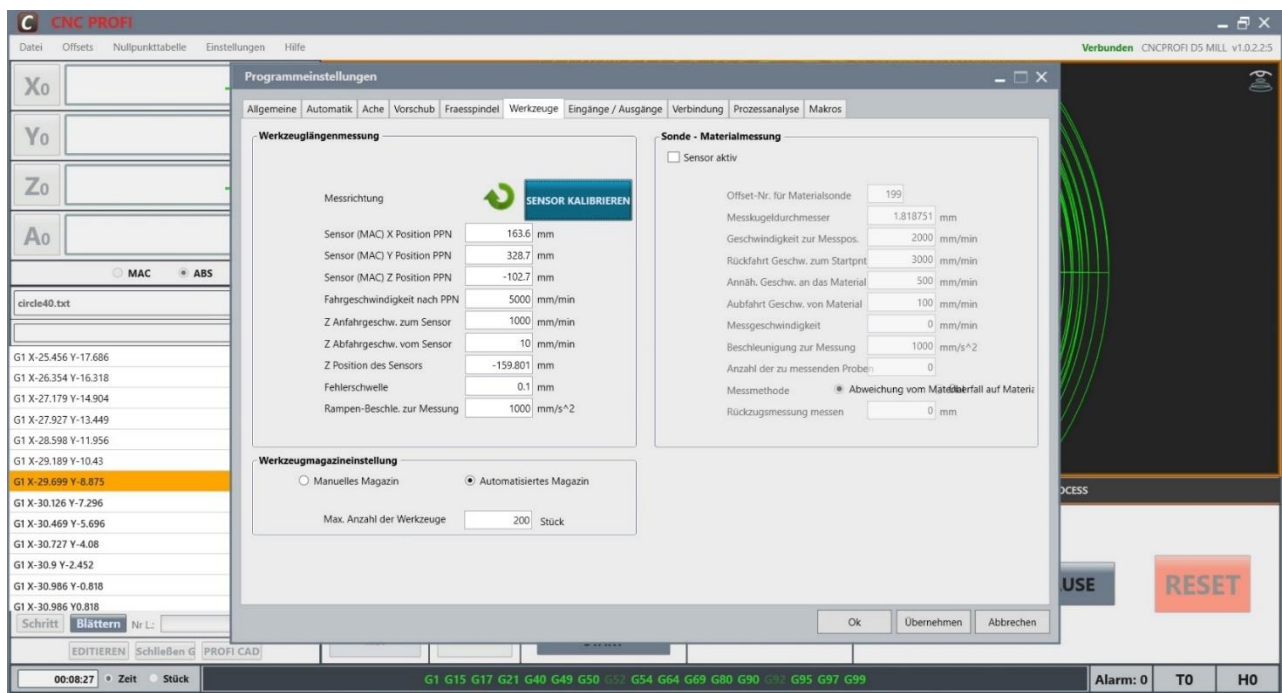 C CNC PROFI
Datei Offsets Nullpunkttabelle Einstellungen Hilfe
Verbunden CNCPROFI D5 MILL v1.0.2.2:5
X0
Y0
Z0
A0
MAC ABS
circle40.txt
G1 X-25.456 Y-17.686
G1 X-26.354 Y-16.318
G1 X-27.179 Y-14.904
G1 X-27.927 Y-13.449
G1 X-28.598 Y-11.956
G1 X-29.189 Y-10.43
G1 X-29.699 Y-8.875
G1 X-30.126 Y-7.296
G1 X-30.469 Y-5.696
G1 X-30.727 Y-4.08
G1 X-30.9 Y-2.452
G1 X-30.986 Y-0.818
G1 X-30.986 Y0.818
Schritt Blättern Nr L:
EDITIEREN Schließen G PROFI CAD
Programmeinstellungen
Allgemeine Automatik Ache Vorschub Fraesspindel Werkzeuge Eingänge / Ausgänge Verbindung Prozessanalyse Makros
Werkzeuglängenmessung
Messrichtung SENSOR KALIBRIEREN
Sensor (MAC) X Position PPN 163.6 mm
Sensor (MAC) Y Position PPN 328.7 mm
Sensor (MAC) Z Position PPN -102.7 mm
Fahrgeschwindigkeit nach PPN 5000 mm/min
Z Anfahrgeschw. zum Sensor 1000 mm/min
Z Abfahrgeschw. vom Sensor 10 mm/min
Z Position des Sensors -159.801 mm
Fehlerschwelle 0.1 mm
Rampen-Beschle. zur Messung 1000 mm/s^2
Werkzeugmagazineinstellung
Manuelles Magazin Automatisiertes Magazin
Max. Anzahl der Werkzeuge 200 Stück
Sonde - Materialmessung
Sensor aktiv
Offset-Nr. für Materialsonde 199
Messkugeldurchmesser 1.818751 mm
Geschwindigkeit zur Messpos. 2000 mm/min
Rückfahrt Geschw. zum Startpnt 3000 mm/min
Annäh. Geschw. an das Material 500 mm/min
Aubfahrt Geschw. von Material 100 mm/min
Messgeschwindigkeit 0 mm/min
Beschleunigung zur Messung 1000 mm/s^2
Anzahl der zu messenden Proben 0
Messmethode Abweichung vom fall auf Materia
Rückzugsmessung messen 0 mm
Ok Übernehmen Abbrechen
OCESS
USE RESET
00:08:27 Zeit Stück
G1 G15 G17 G21 G40 G49 G50 G52 G54 G64 G69 G80 G90 G92 G95 G97 G99
Alarm: 0 T0 H0